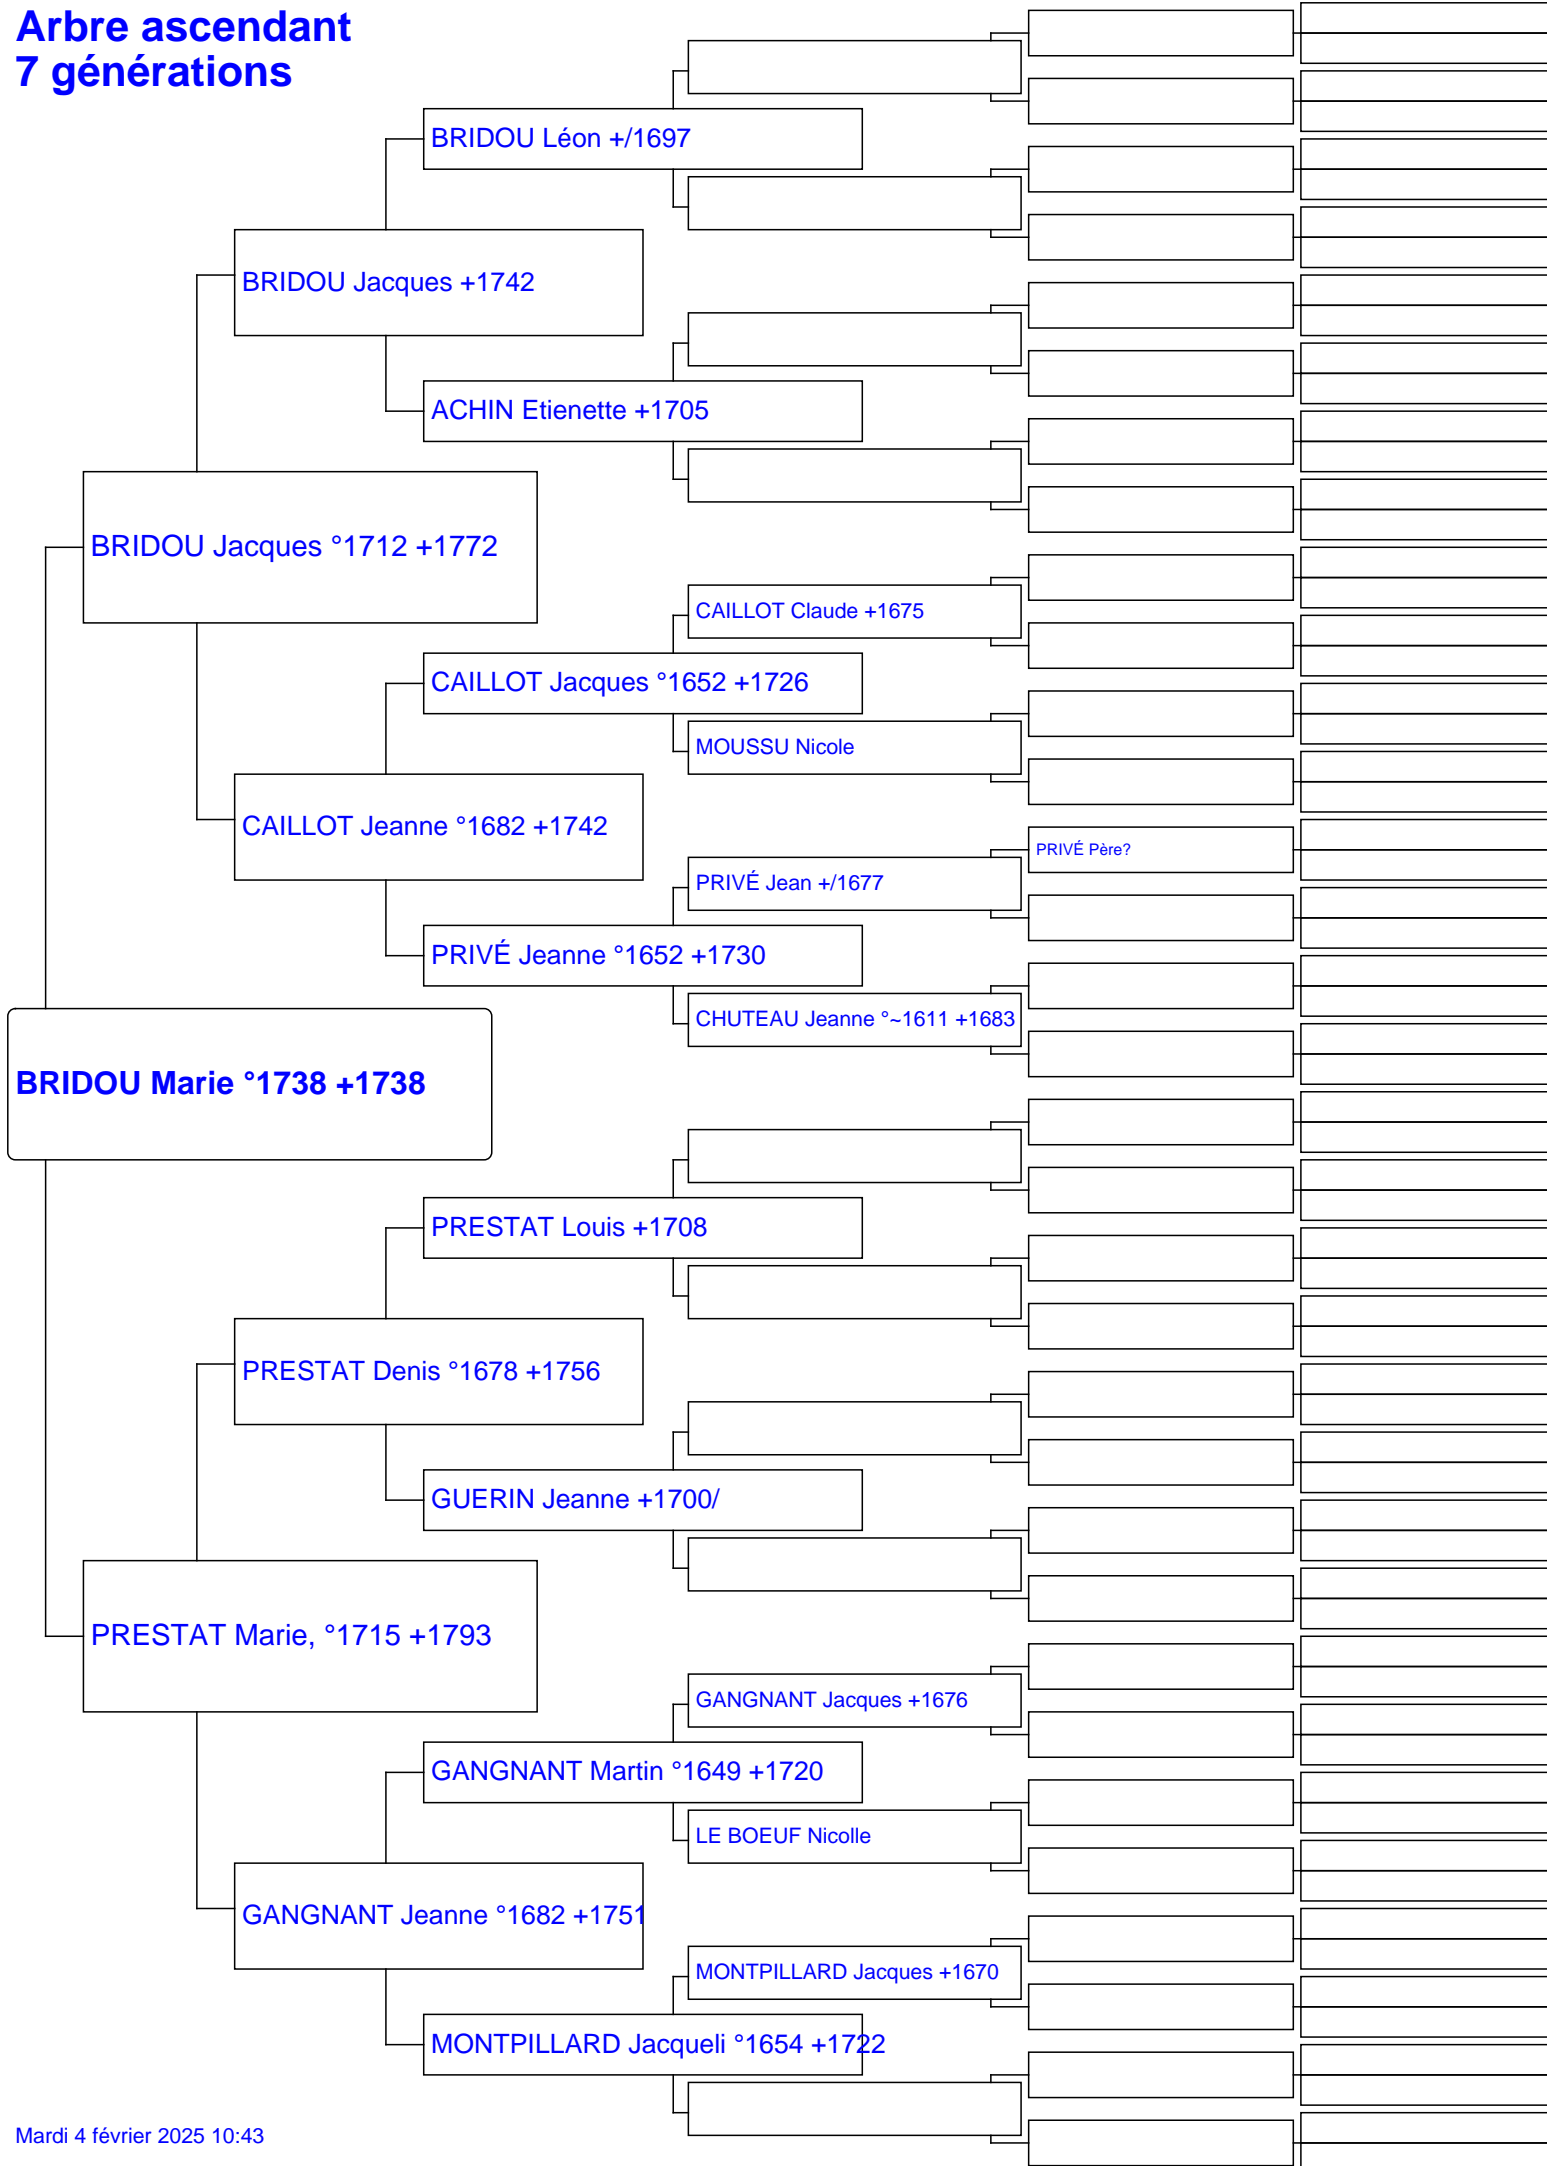 Arbre ascendant
7 générations
BRIDOU Léon +/1697
BRIDOU Jacques +1742
ACHIN Etienette +1705
BRIDOU Jacques °1712 +1772
CAILLOT Claude +1675
CAILLOT Jacques °1652 +1726
MOUSSU Nicole
CAILLOT Jeanne °1682 +1742
PRIVÉ Père?
PRIVÉ Jean +/1677
PRIVÉ Jeanne °1652 +1730
CHUTEAU Jeanne °~1611 +1683
BRIDOU Marie °1738 +1738
PRESTAT Louis +1708
PRESTAT Denis °1678 +1756
GUERIN Jeanne +1700/
PRESTAT Marie, °1715 +1793
GANGNANT Jacques +1676
GANGNANT Martin °1649 +1720
LE BOEUF Nicolle
GANGNANT Jeanne °1682 +1751
MONTPILLARD Jacques +1670
MONTPILLARD Jacqueli °1654 +1722
Mardi 4 février 2025 10:43